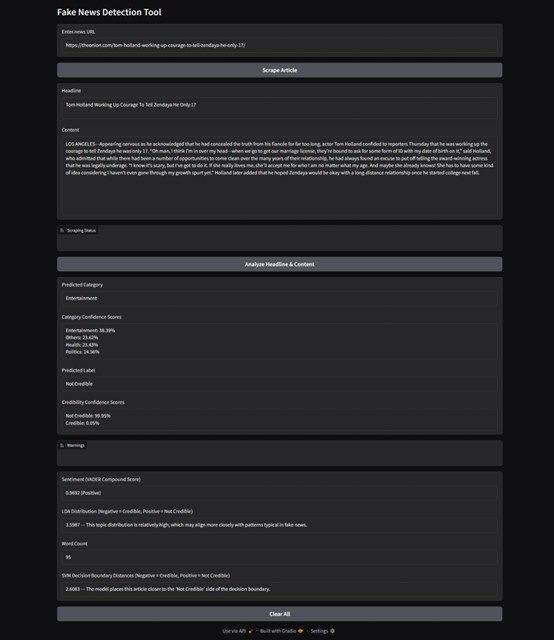 Fake News Detection Tool
Enter news URL
https://theonion.com/tom-holland-working-up-courage-to-tell-zendaya-he-only-17/
Scrape Article
Headline
Tom Holland Working Up Courage To Tell Zendaya He Only 17
Content
LOS ANGELES - Appearing nervous as he acknowledged that he had concealed the truth from his fiancée for far too long, actor Tom Holland confided to reporters Thursday that he was working up the
courage to tell Zendaya he was only 17. "Oh man, I think I'm in over my head - when we go to get our marriage license, they're bound to ask for some form of ID with my date of birth on it," said Holland,
who admitted that while there had been a number of opportunities to come clean over the many years of their relationship, he had always found an excuse to put off telling the award-winning actress
that he was legally underage. "I know it's scary, but I've got to do it. If she really loves me, she'll accept me for who I am no matter what my age. And maybe she already knows! She has to have some kind
of idea considering I haven't even gone through my growth spurt yet." Holland later added that he hoped Zendaya would be okay with a long-distance relationship once he started college next fall.
Scraping Status
Analyze Headline & Content
Predicted Category
Entertainment
Category Confidence Scores
Entertainment: 38.39%
Others: 23.62%
Health: 23.43%
Politics: 14.56%
Predicted Label
Not Credible
Credibility Confidence Scores
Not Credible: 99.95%
Credible: 0.05%
Warnings
Sentiment (VADER Compound Score)
0.9692 (Positive)
LDA Distribution (Negative = Credible, Positive = Not Credible)
3.5987 — This topic distribution is relatively high, which may align more closely with patterns typical in fake news.
Word Count
95
SVM Decision Boundary Distances (Negative = Credible, Positive = Not Credible)
2.6083 — The model places this article closer to the 'Not Credible' side of the decision boundary.
Clear All
Use via API · Built with Gradio · Settings